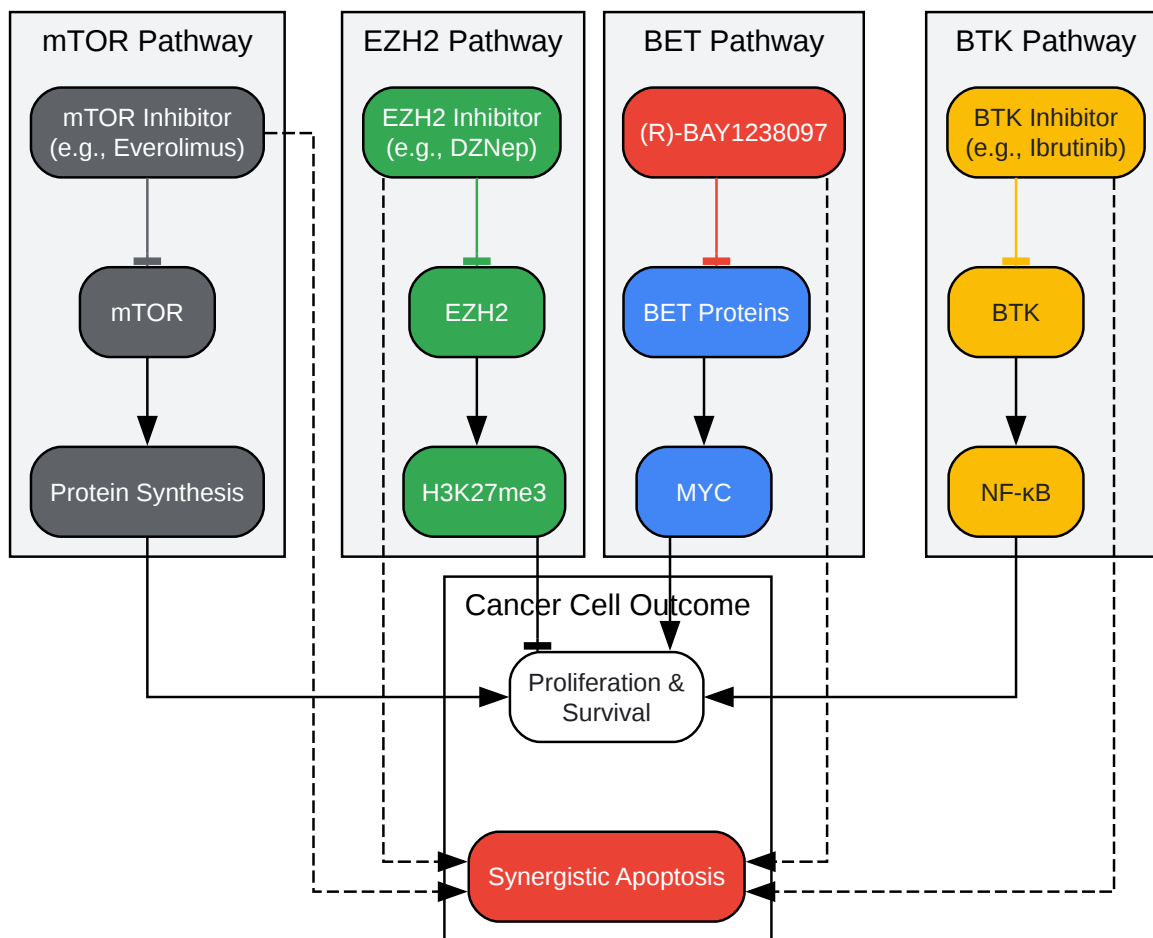 mTOR Pathway
EZH2 Pathway
BET Pathway
BTK Pathway
mTOR Inhibitor
(e.g., Everolimus)
EZH2 Inhibitor
(e.g., DZNep)
(R)-BAY1238097
BTK Inhibitor
(e.g., Ibrutinib)
mTOR
EZH2
BET Proteins
BTK
Protein Synthesis
H3K27me3
MYC
NF-κB
Cancer Cell Outcome
Proliferation &
Survival
Synergistic Apoptosis